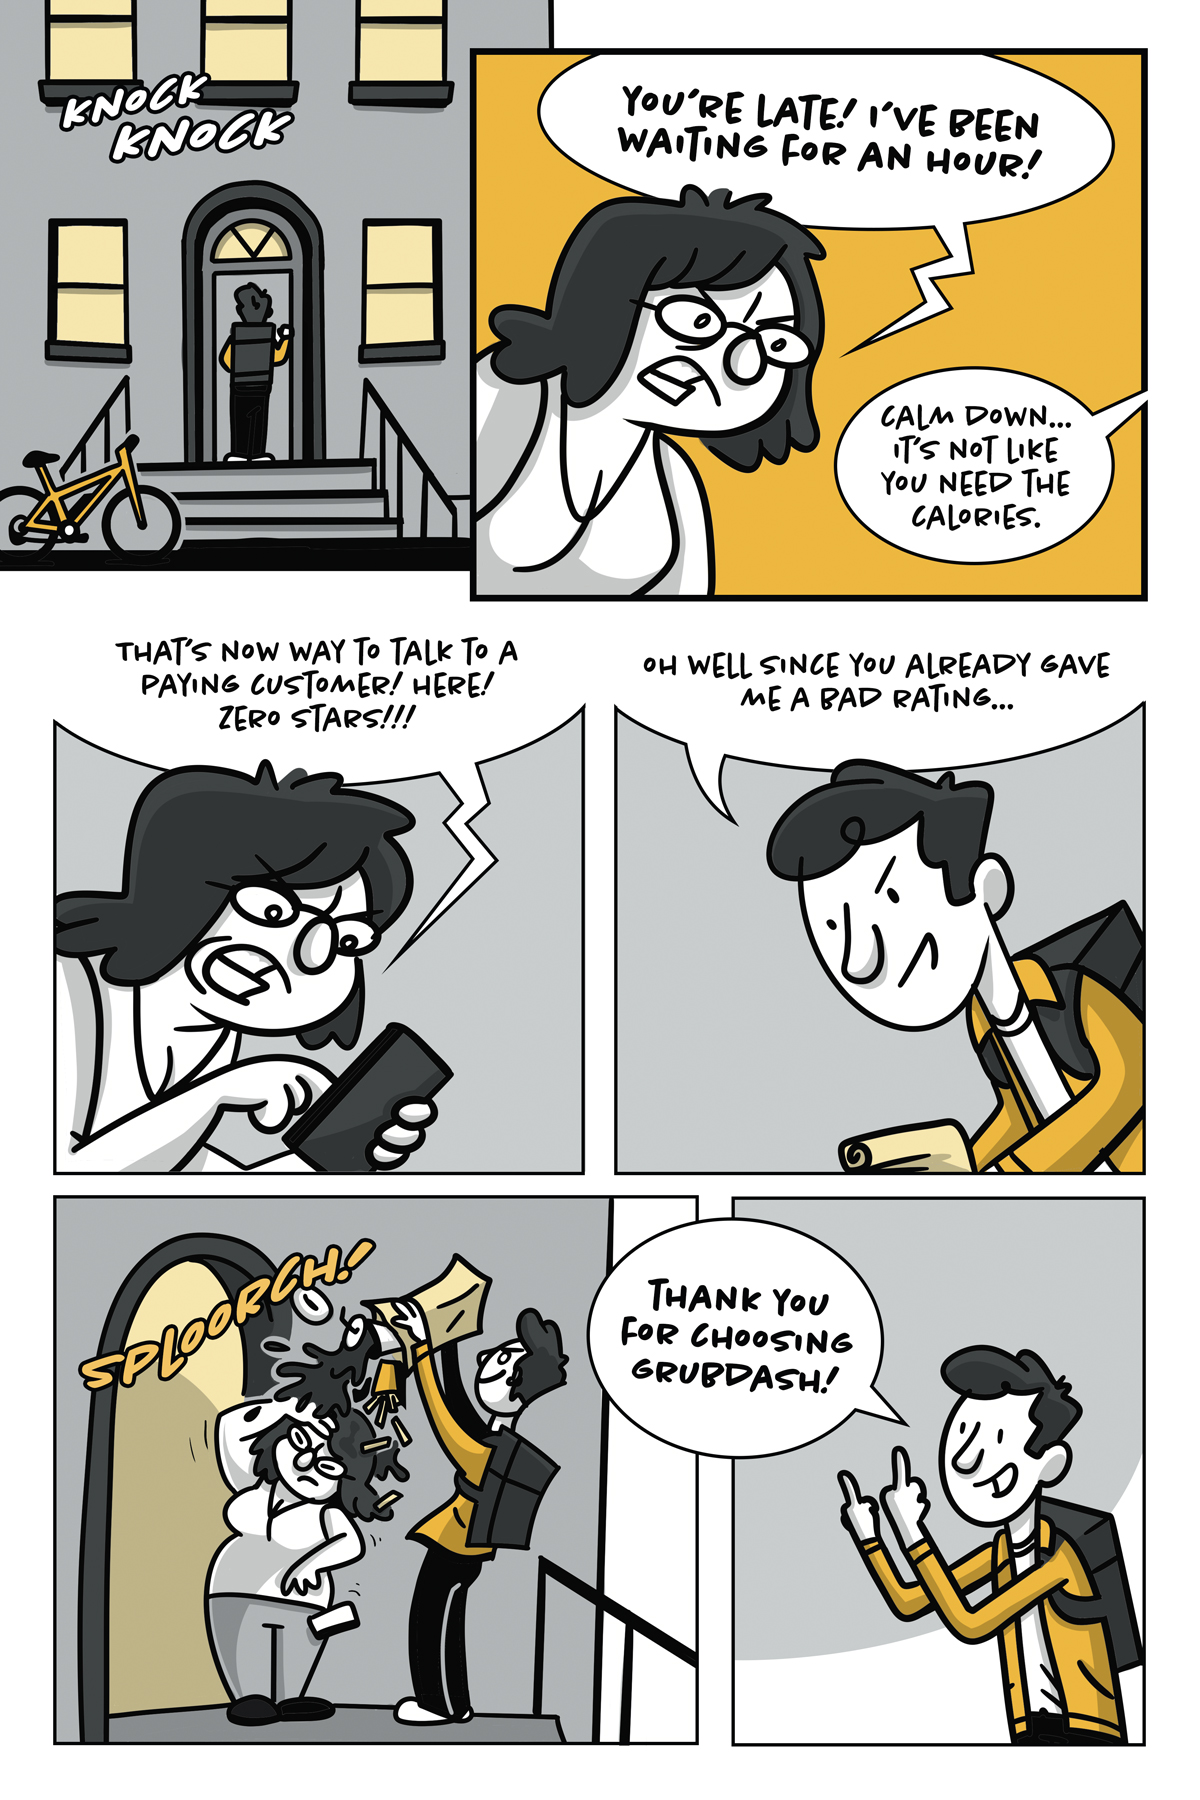 KNOCK
KNOCK
YOU'RE LATE! I'VE BEEN
WAITING FOR AN HOUR!
CALM DOWN...
IT'S NOT LIKE
YOU NEED THE
CALORIES.
THAT'S NOW WAY TO TALK TO A
PAYING CUSTOMER! HERE!
ZERO STARS!!!
OH WELL SINCE YOU ALREADY GAVE
ME A BAD RATING...
SPLOORCH!
THANK YOU
FOR CHOOSING
GRUBDASH!